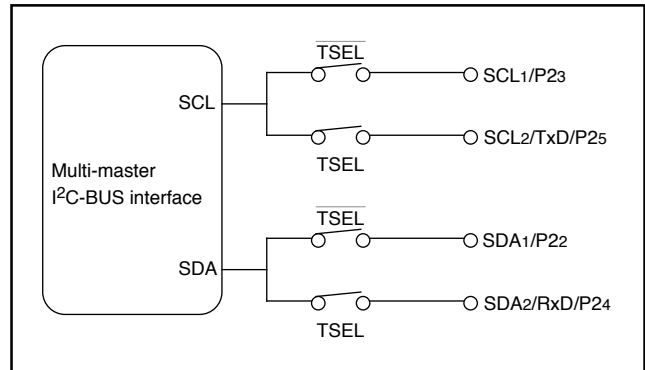 TSEL
SCL1/P23
SCL
SCL2/TxD/P25
TSEL
Multi-master
I2C-BUS interface
TSEL
SDA1/P22
SDA
SDA2/RxD/P24
TSEL